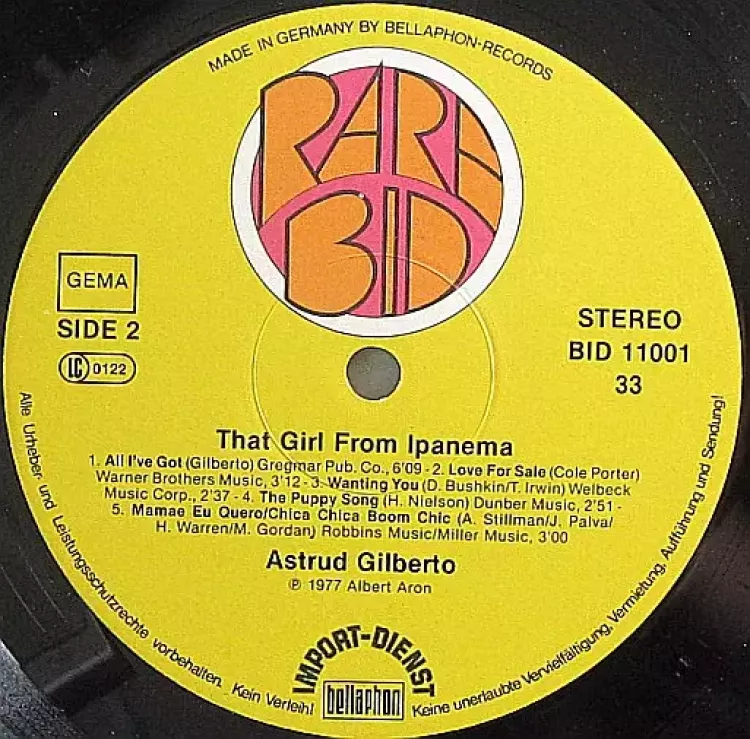 MADE IN GERMANY BY BELLAPHON-RECORDS
RARE
BID
GEMA
SIDE 2
LC 0122
STEREO
BID 11001
33
That Girl From Ipanema
1. All I've Got (Gilberto) Gregmar Pub. Co., 6'09 - 2. Love For Sale (Cole Porter)
Warner Brothers Music, 3'12 - 3. Wanting You (D. Bushkin/T. Irwin) Welbeck
Music Corp., 2'37 - 4. The Puppy Song (H. Nielson) Dunber Music, 2'51 -
5. Mamae Eu Quero/Chica Chica Boom Chic (A. Stillman/J. Paiva/
H. Warren/M. Gordan) Robbins Music/Miller Music, 3'00
Astrud Gilberto
℗ 1977 Albert Aron
IMPORT-DIENST
bellaphon
Alle Urheber- und Leistungsschutzrechte vorbehalten. Kein Verleih! Keine unerlaubte Vervielfältigung, Vermietung, Aufführung und Sendung!